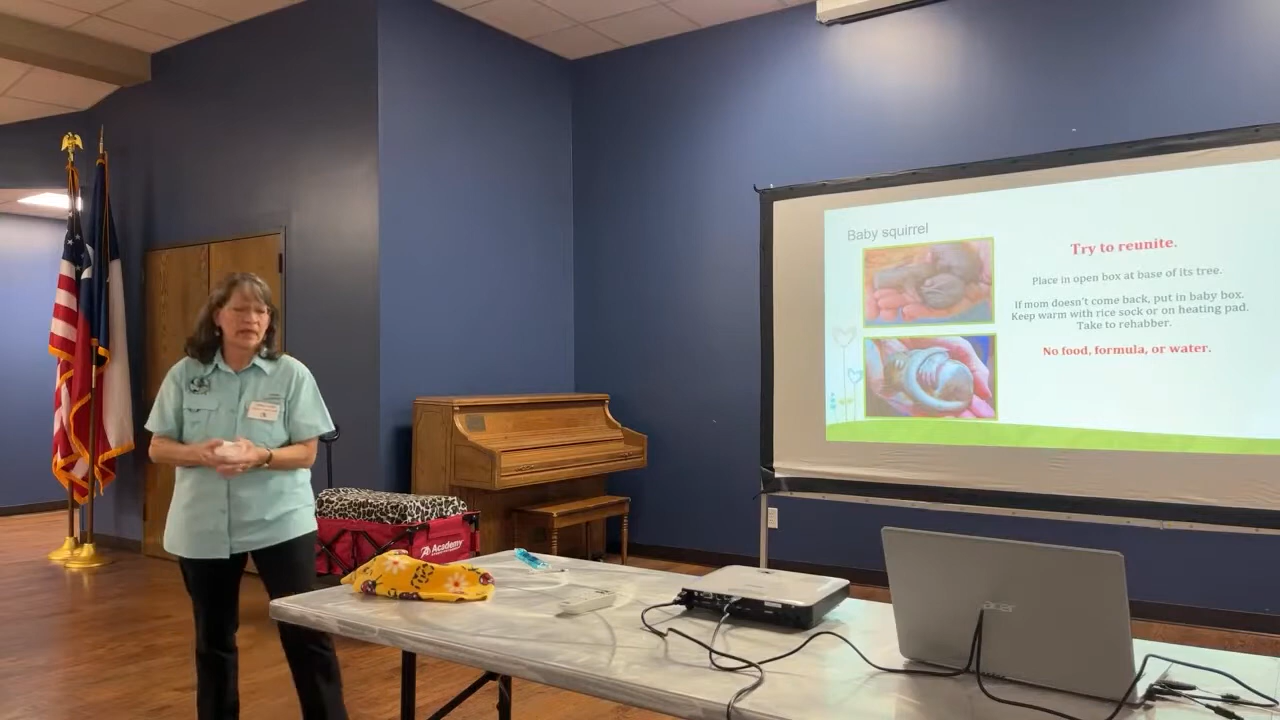 Baby squirrel
Try to reunite.
Place in open box at base of its tree.
If mom doesn't come back, put in baby box.
Keep warm with rice sock or on heating pad.
Take to rehabber.
No food, formula, or water.
Academy
acer